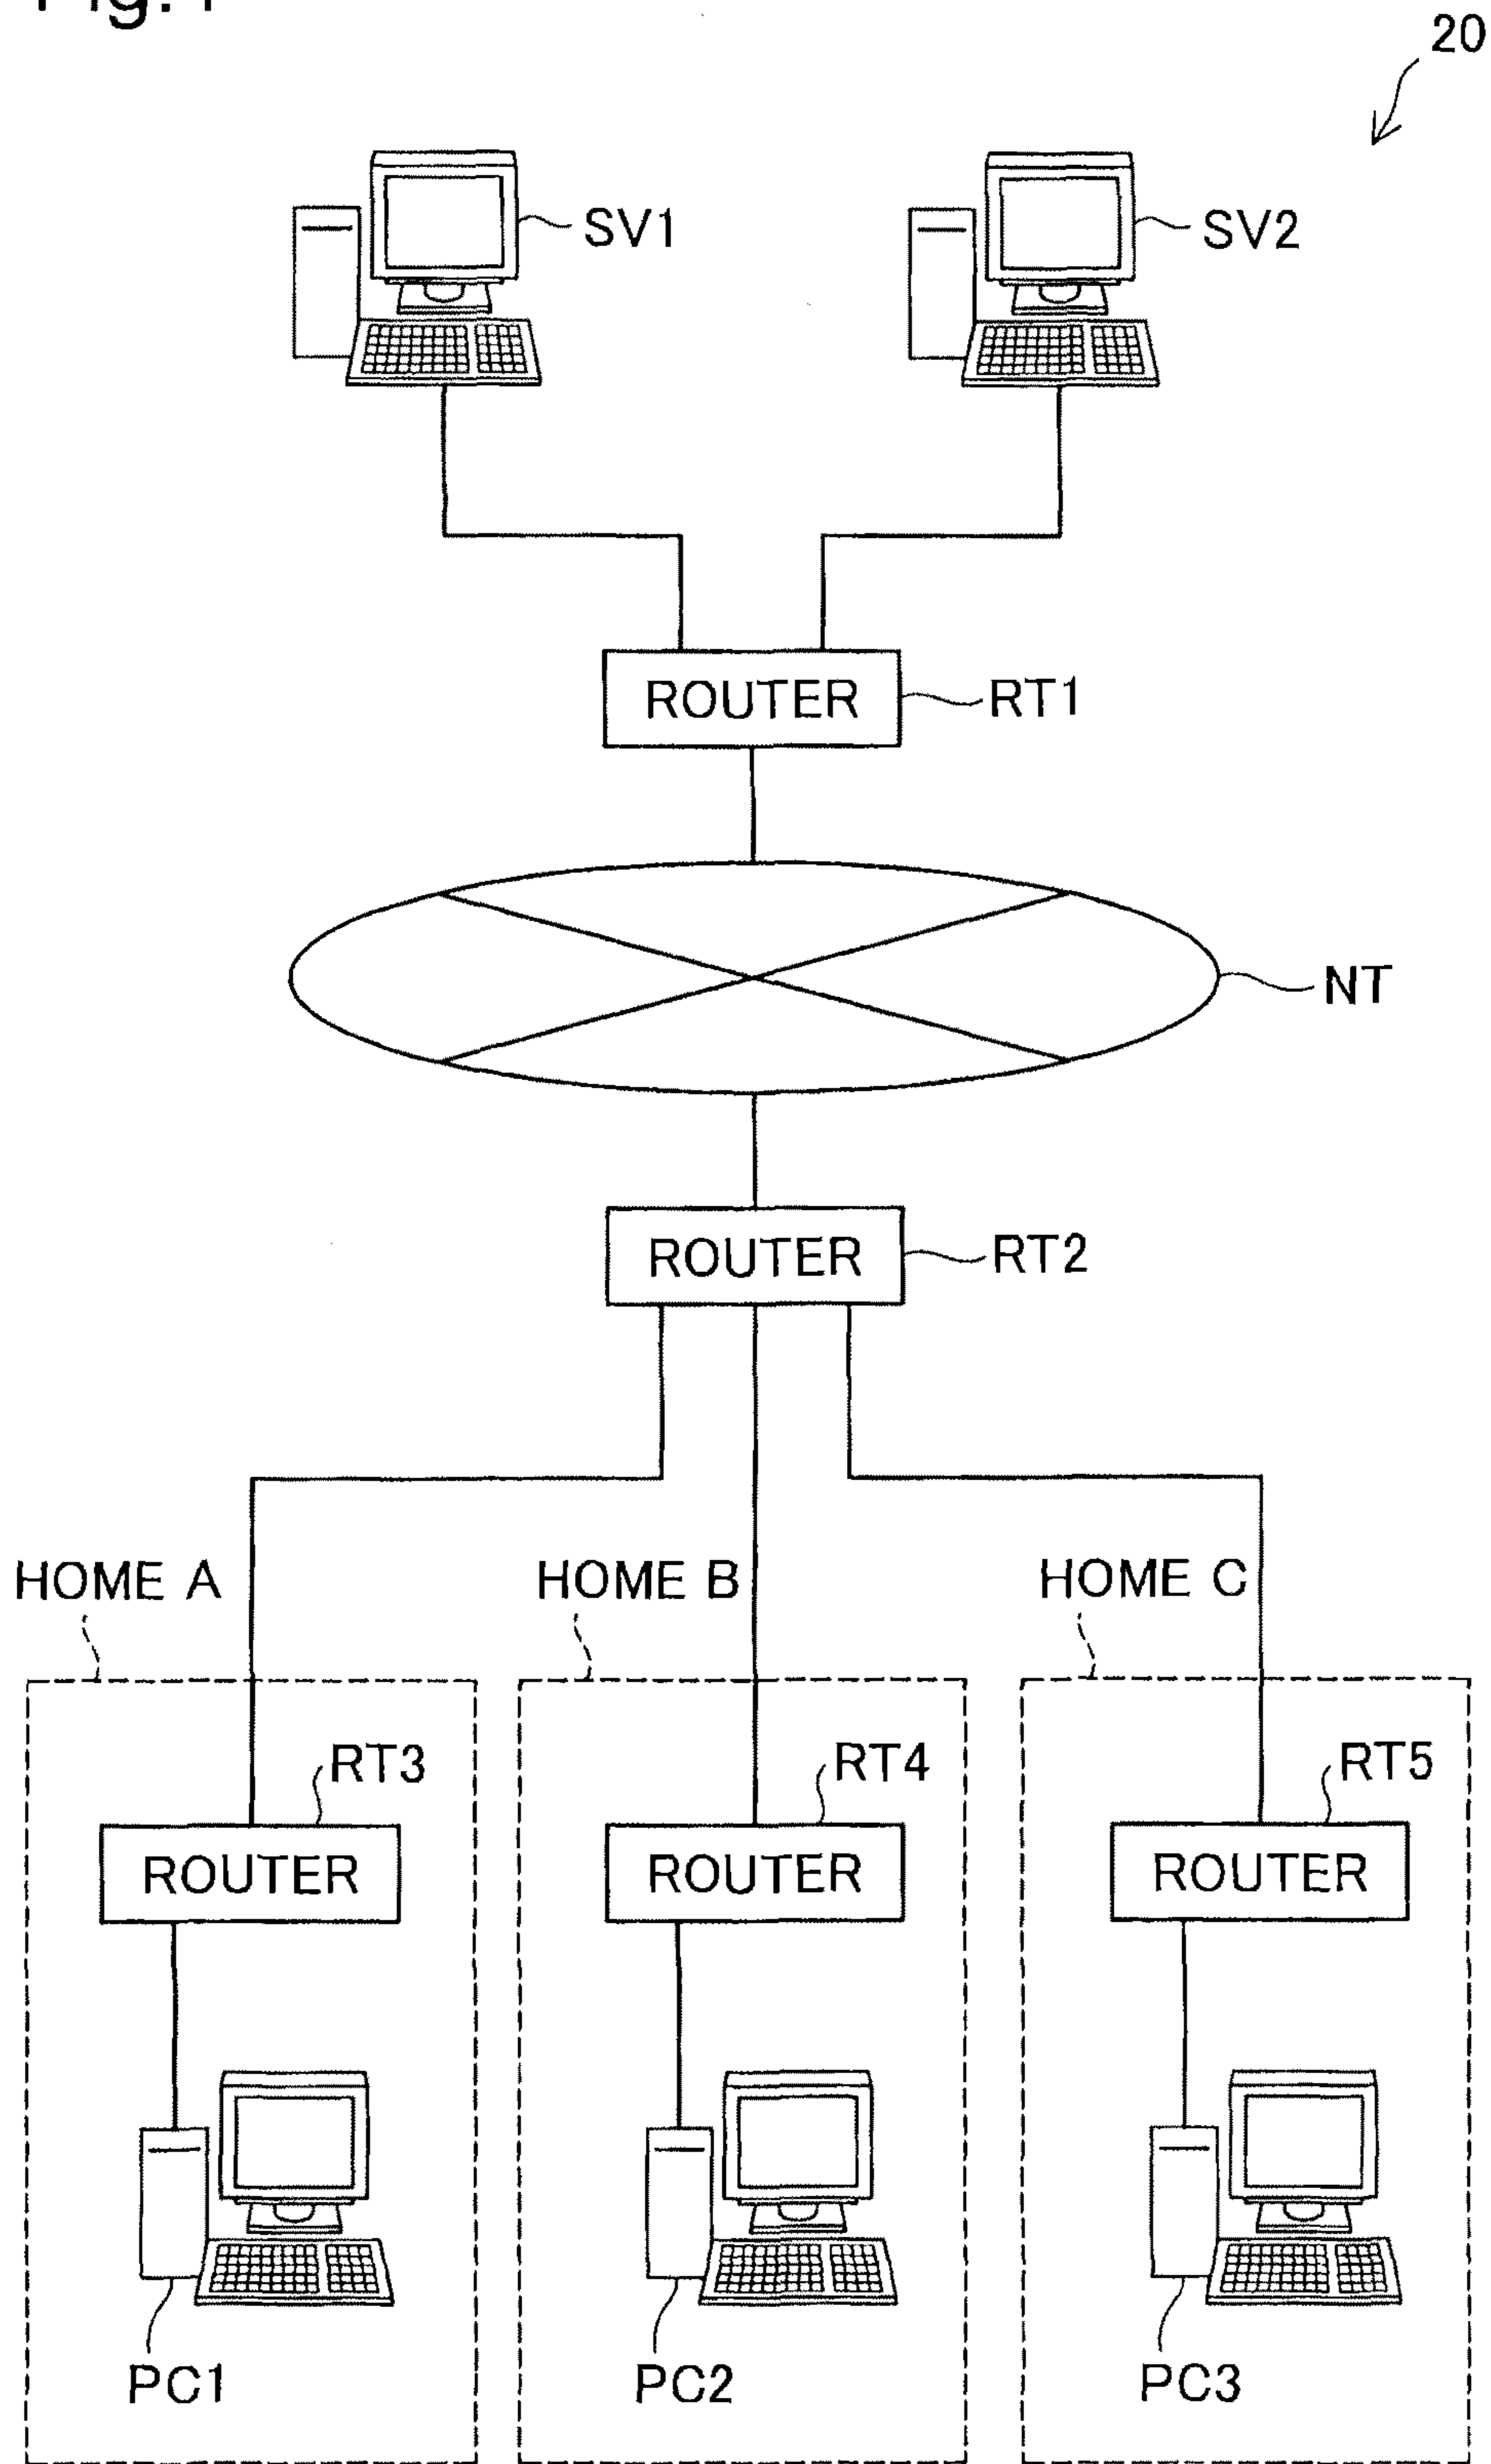 Fig.1
20
SV1
SV2
ROUTER
RT1
NT
ROUTER
RT2
HOME A
HOME B
HOME C
RT3
RT4
RT5
ROUTER
ROUTER
ROUTER
PC1
PC2
PC3